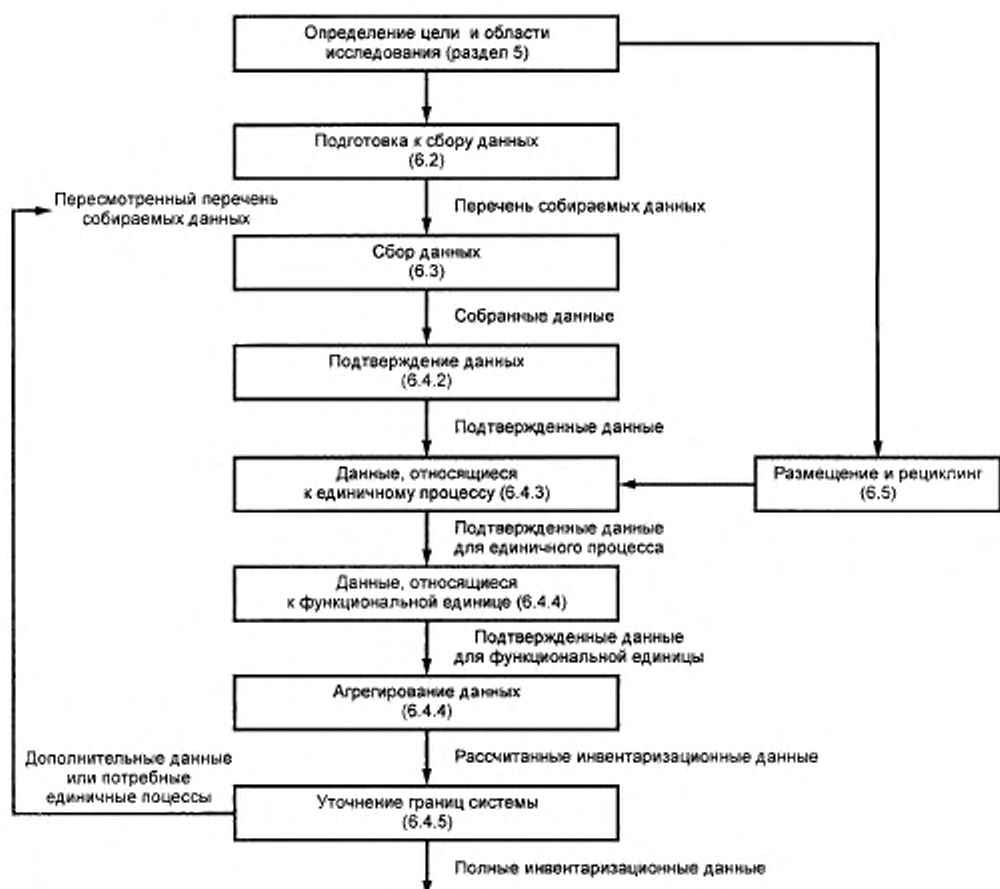 Определение цели и области
исследования (раздел 5)
Подготовка к сбору данных
(6.2)
Пересмотренный перечень
собираемых данных
Перечень собираемых данных
Сбор данных
(6.3)
Собранные данные
Подтверждение данных
(6.4.2)
Подтвержденные данные
Данные, относящиеся
к единичному процессу (6.4.3)
Размещение и рециклинг
(6.5)
Подтвержденные данные
для единичного процесса
Данные, относящиеся
к функциональной единице (6.4.4)
Подтвержденные данные
для функциональной единицы
Агрегирование данных
(6.4.4)
Рассчитанные инвентаризационные данные
Дополнительные данные
или потребные
единичные поцессы
Уточнение границ системы
(6.4.5)
Полные инвентаризационные данные